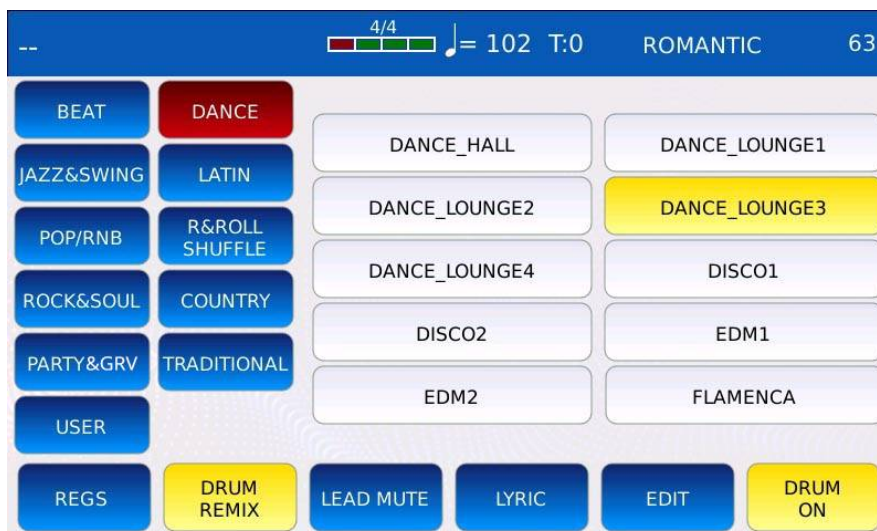 --
4/4
= 102 T:0 ROMANTIC 63
BEAT DANCE
JAZZ&SWING LATIN
POP/RNB R&ROLL
SHUFFLE
ROCK&SOUL COUNTRY
PARTY&GRV TRADITIONAL
USER
DANCE_HALL DANCE_LOUNGE1
DANCE_LOUNGE2 DANCE_LOUNGE3
DANCE_LOUNGE4 DISCO1
DISCO2 EDM1
EDM2 FLAMENCA
REGS DRUM
REMIX LEAD MUTE LYRIC EDIT DRUM
ON